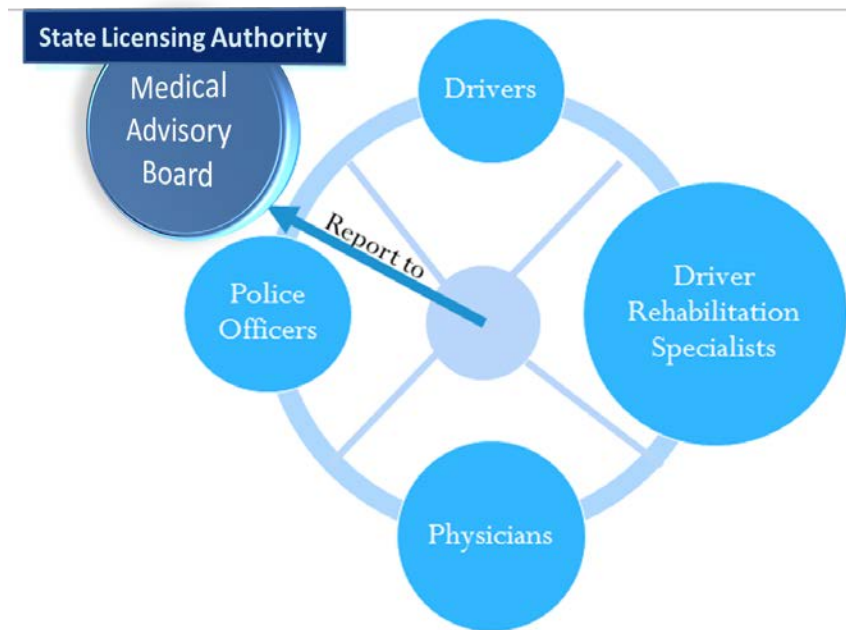 State Licensing Authority
Medical
Advisory
Board
Drivers
Report to
Police
Officers
Driver
Rehabilitation
Specialists
Physicians